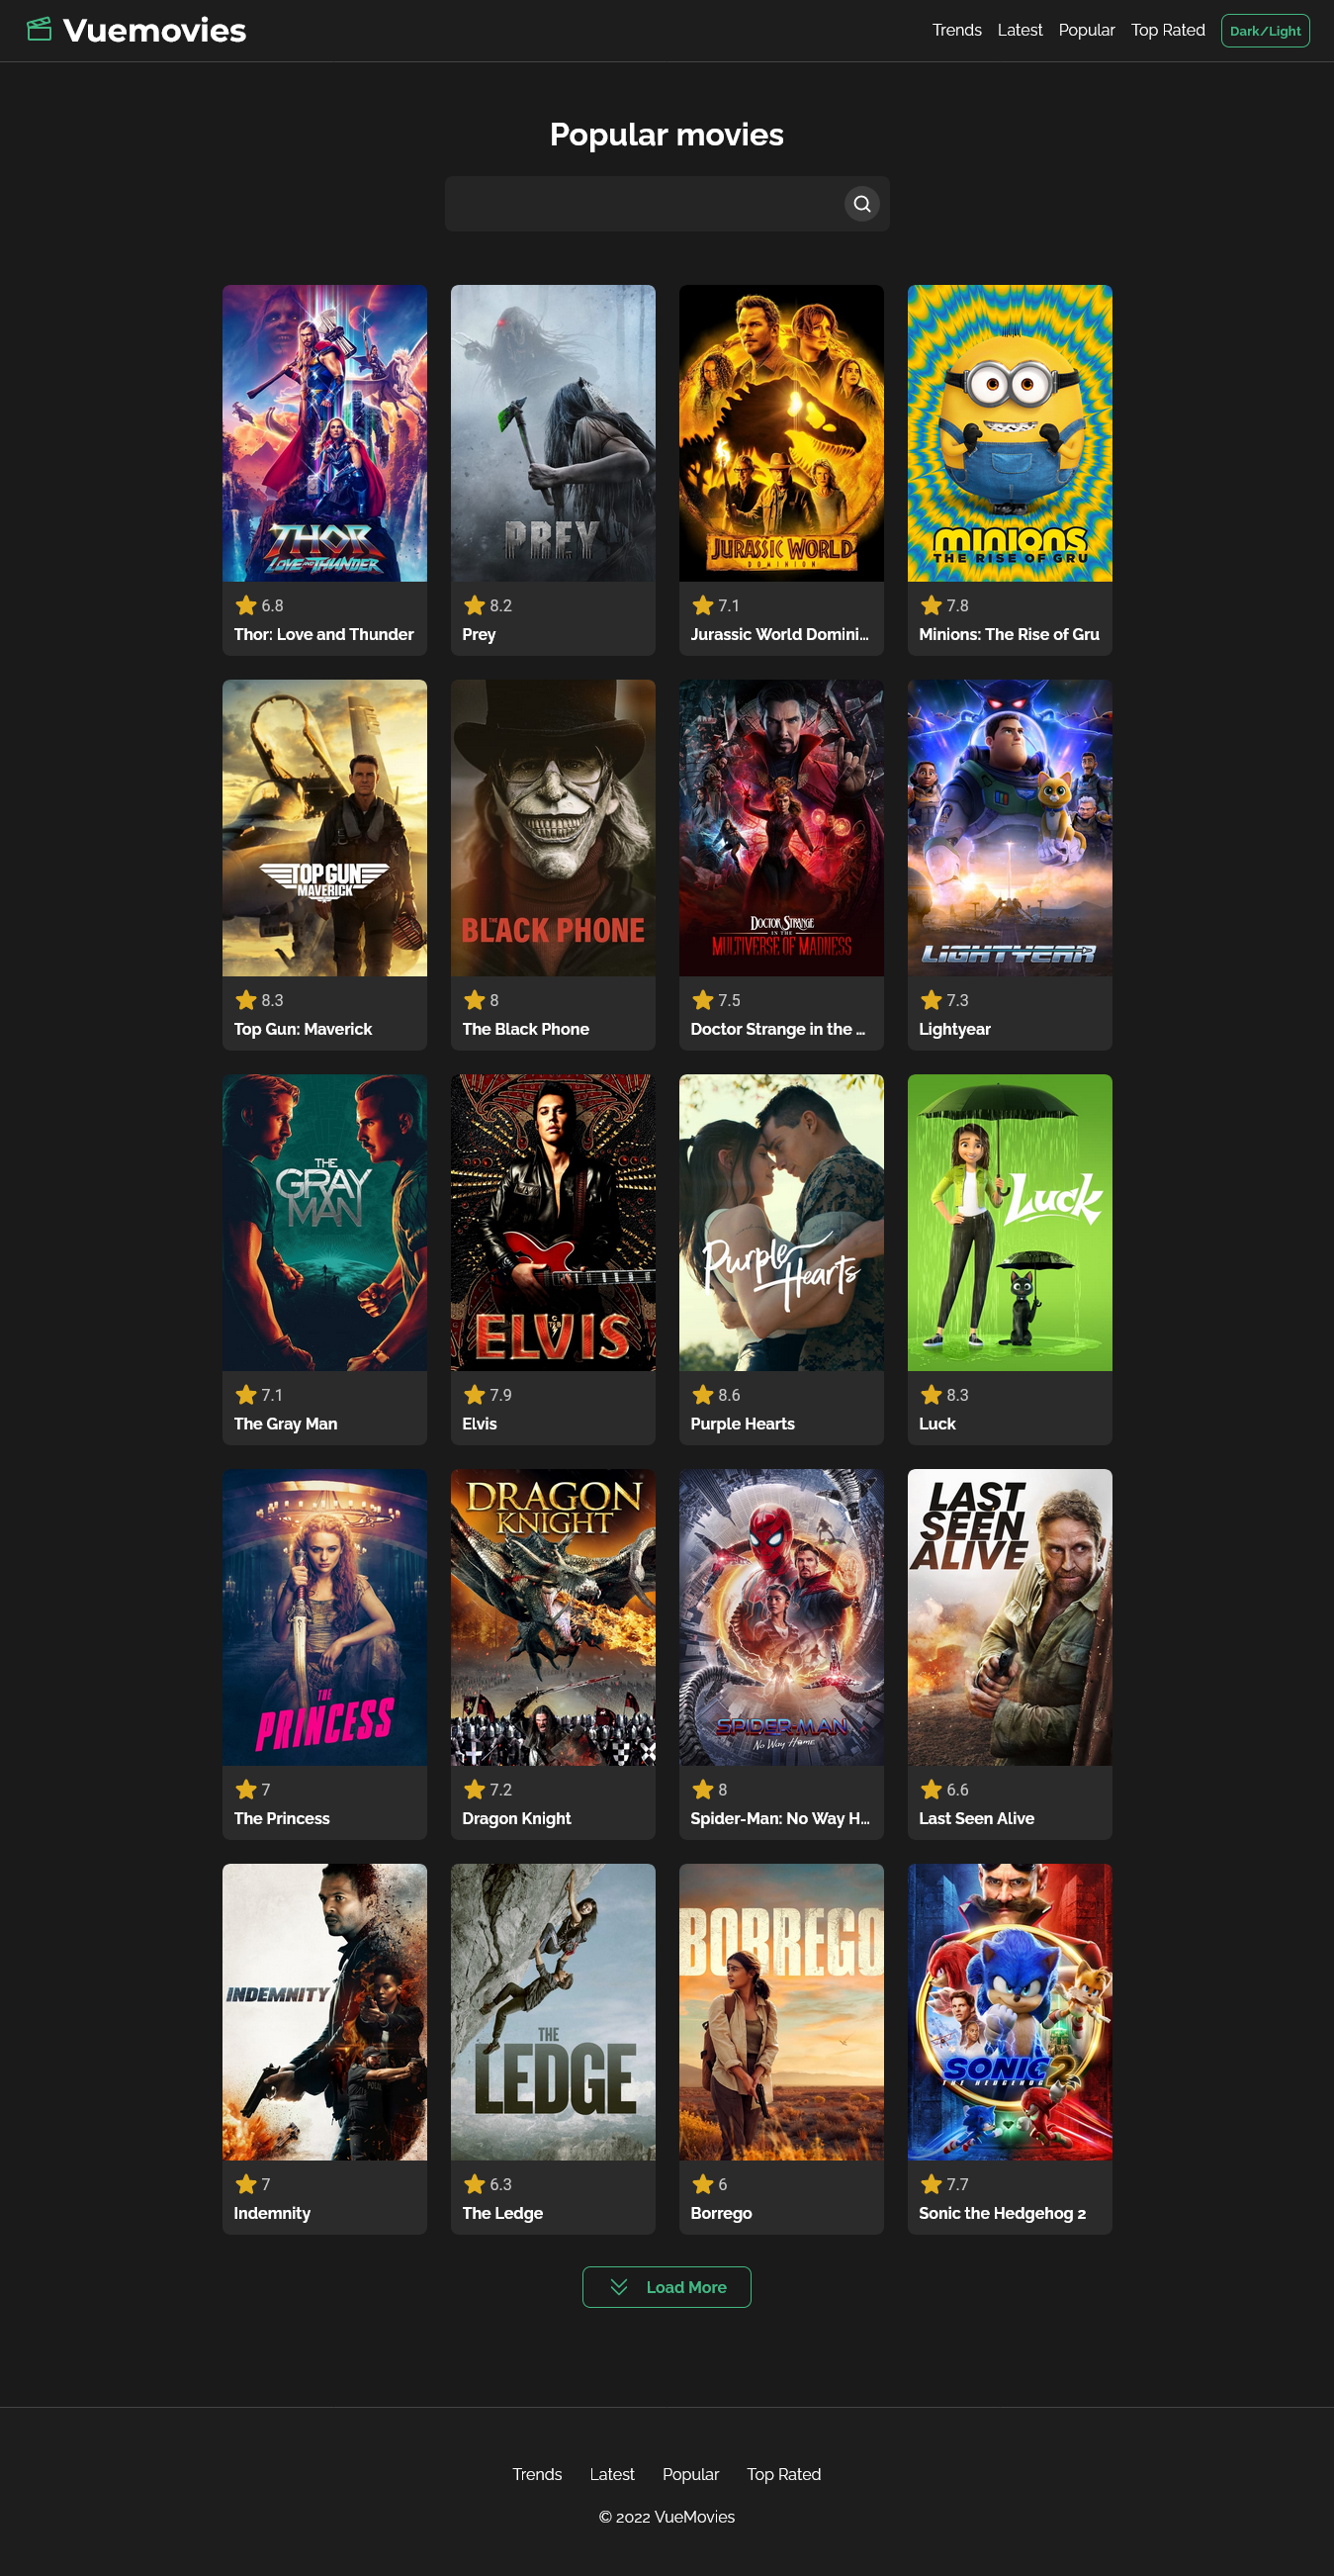 Vuemovies
Trends Latest Popular Top Rated Dark/Light
Popular movies
THOR
LOVE AND THUNDER
PREY
JURASSIC WORLD
DOMINION
MINIONS
THE RISE OF GRU
6.8 8.2 7.1 7.8
Thor: Love and Thunder Prey Jurassic World Domini... Minions: The Rise of Gru
TOP GUN
MAVERICK
THE
BLACK PHONE
DOCTOR STRANGE
IN THE
MULTIVERSE OF MADNESS
LIGHTYEAR
8.3 8 7.5 7.3
Top Gun: Maverick The Black Phone Doctor Strange in the ... Lightyear
THE
GRAY
MAN
ELVIS
Purple Hearts
Luck
7.1 7.9 8.6 8.3
The Gray Man Elvis Purple Hearts Luck
THE
PRINCESS
DRAGON
KNIGHT
SPIDER-MAN
No Way Home
LAST
SEEN
ALIVE
7 7.2 8 6.6
The Princess Dragon Knight Spider-Man: No Way H... Last Seen Alive
INDEMNITY
THE
LEDGE
BORREGO
SONIC 2
THE HEDGEHOG
7 6.3 6 7.7
Indemnity The Ledge Borrego Sonic the Hedgehog 2
Load More
Trends Latest Popular Top Rated
© 2022 VueMovies